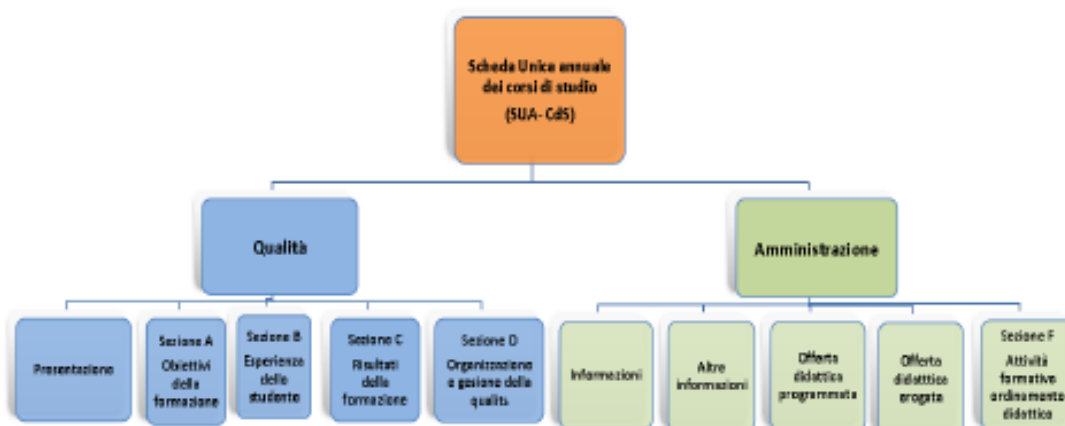 Scheda Unica annuale
dei corsi di studio
(SUA- CdS)
Qualità
Amministrazione
Presentazione
Sezione A
Obiettivi
della
formazione
Sezione B
Esperienza
dello
studente
Sezione C
Risultati
della
formazione
Sezione D
Organizzazione
e gesione della
qualità
Informazioni
Altre
informazioni
Offerta
didattica
programmata
Offerta
didatttica
erogata
Sezione F
Attività
formative
ordinamento
didattico